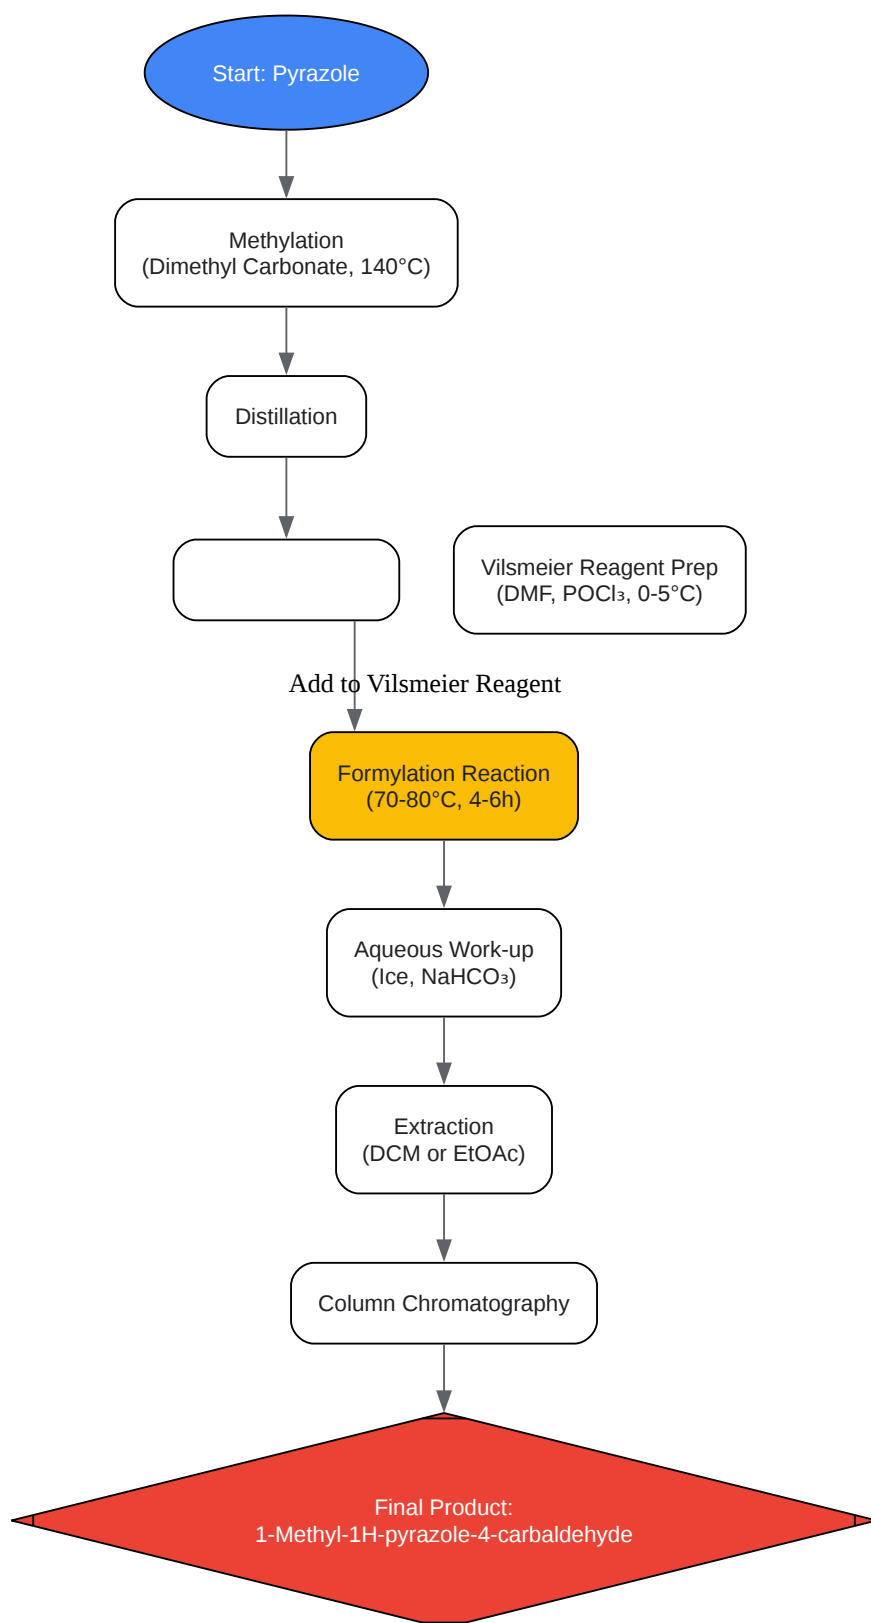 Start: Pyrazole
Methylation
(Dimethyl Carbonate, 140°C)
Distillation
Vilsmeier Reagent Prep
(DMF, POCl₃, 0-5°C)
Add to Vilsmeier Reagent
Formylation Reaction
(70-80°C, 4-6h)
Aqueous Work-up
(Ice, NaHCO₃)
Extraction
(DCM or EtOAc)
Column Chromatography
Final Product:
1-Methyl-1H-pyrazole-4-carbaldehyde